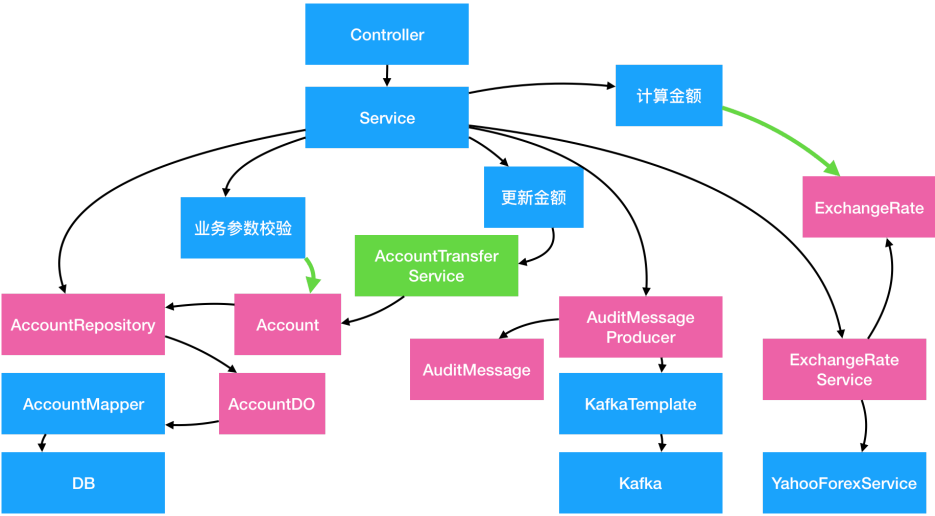 Controller
Service
计算金额
业务参数校验
更新金额
ExchangeRate
AccountTransfer
Service
AccountRepository
Account
AuditMessage
Producer
AuditMessage
ExchangeRate
Service
AccountMapper
AccountDO
KafkaTemplate
DB
Kafka
YahooForexService